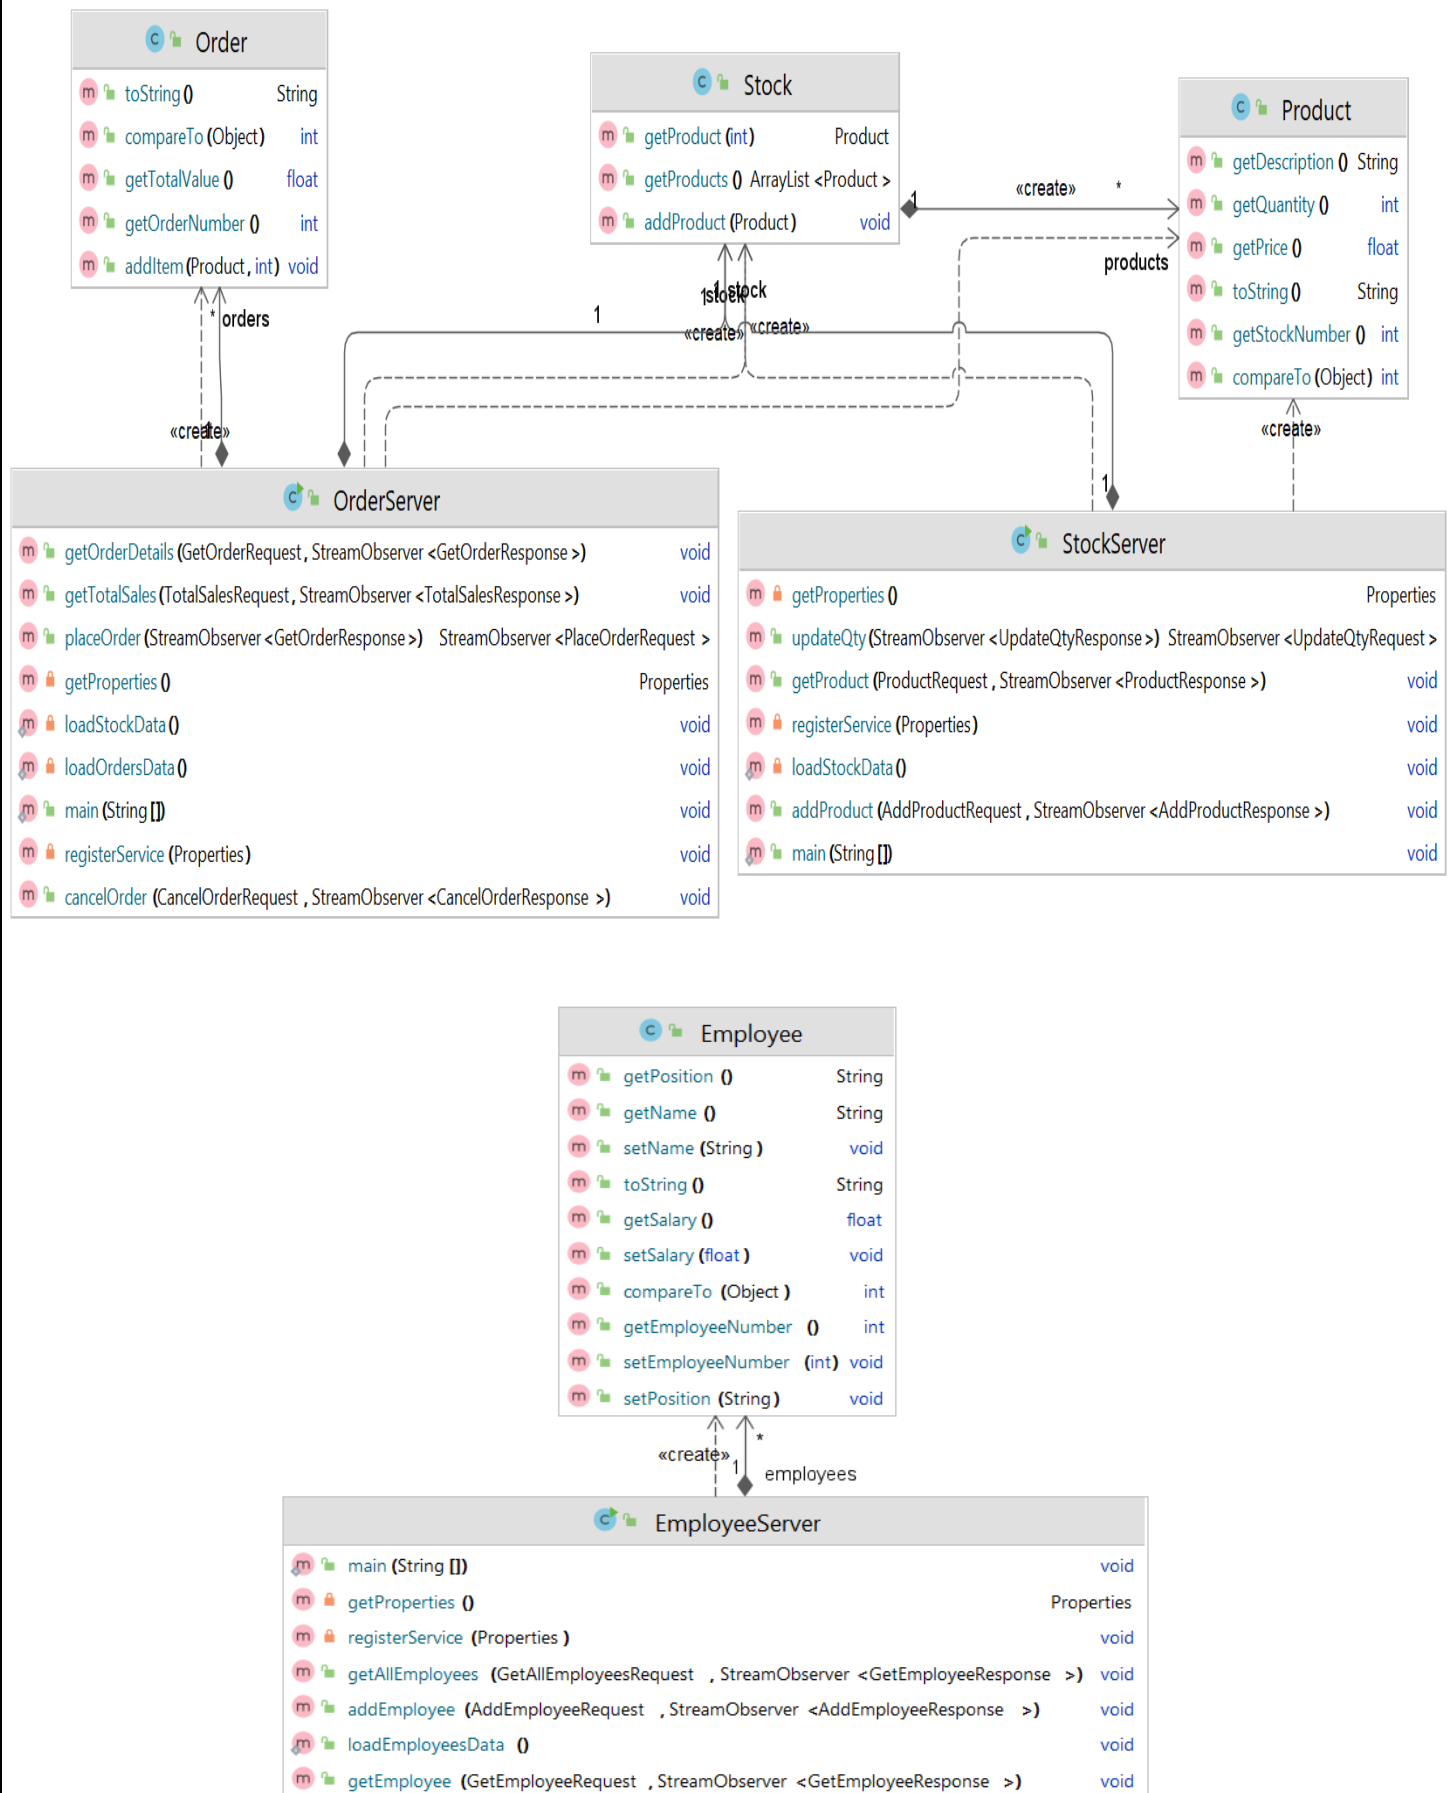 Order
toString() String
compareTo(Object) int
getTotalValue() float
getOrderNumber() int
addItem(Product, int) void
Stock
getProduct(int) Product
getProducts() ArrayList<Product>
addProduct(Product) void
Product
getDescription() String
getQuantity() int
getPrice() float
toString() String
getStockNumber() int
compareTo(Object) int
1
«create»
*
products
* orders
1
1
stock
1 stock
«create»
«create»
«create»
1
«create»
1
OrderServer
getOrderDetails(GetOrderRequest, StreamObserver<GetOrderResponse>) void
getTotalSales(TotalSalesRequest, StreamObserver<TotalSalesResponse>) void
placeOrder(StreamObserver<GetOrderResponse>) StreamObserver<PlaceOrderRequest>
getProperties() Properties
loadStockData() void
loadOrdersData() void
main(String[]) void
registerService(Properties) void
cancelOrder(CancelOrderRequest, StreamObserver<CancelOrderResponse>) void
StockServer
getProperties() Properties
updateQty(StreamObserver<UpdateQtyResponse>) StreamObserver<UpdateQtyRequest>
getProduct(ProductRequest, StreamObserver<ProductResponse>) void
registerService(Properties) void
loadStockData() void
addProduct(AddProductRequest, StreamObserver<AddProductResponse>) void
main(String[]) void
Employee
getPosition() String
getName() String
setName(String) void
toString() String
getSalary() float
setSalary(float) void
compareTo(Object) int
getEmployeeNumber() int
setEmployeeNumber(int) void
setPosition(String) void
*
«create»
1
employees
EmployeeServer
main(String[]) void
getProperties() Properties
registerService(Properties) void
getAllEmployees(GetAllEmployeesRequest, StreamObserver<GetEmployeeResponse>) void
addEmployee(AddEmployeeRequest, StreamObserver<AddEmployeeResponse>) void
loadEmployeesData() void
getEmployee(GetEmployeeRequest, StreamObserver<GetEmployeeResponse>) void